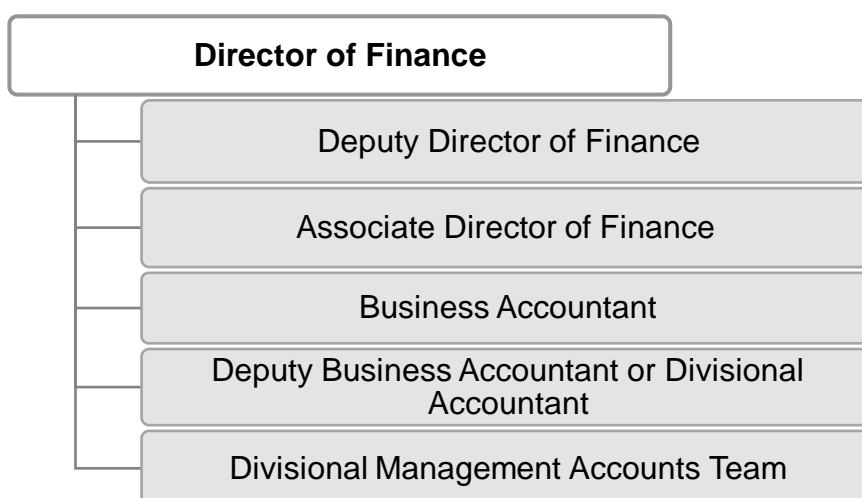 Director of Finance
Deputy Director of Finance
Associate Director of Finance
Business Accountant
Deputy Business Accountant or Divisional
Accountant
Divisional Management Accounts Team